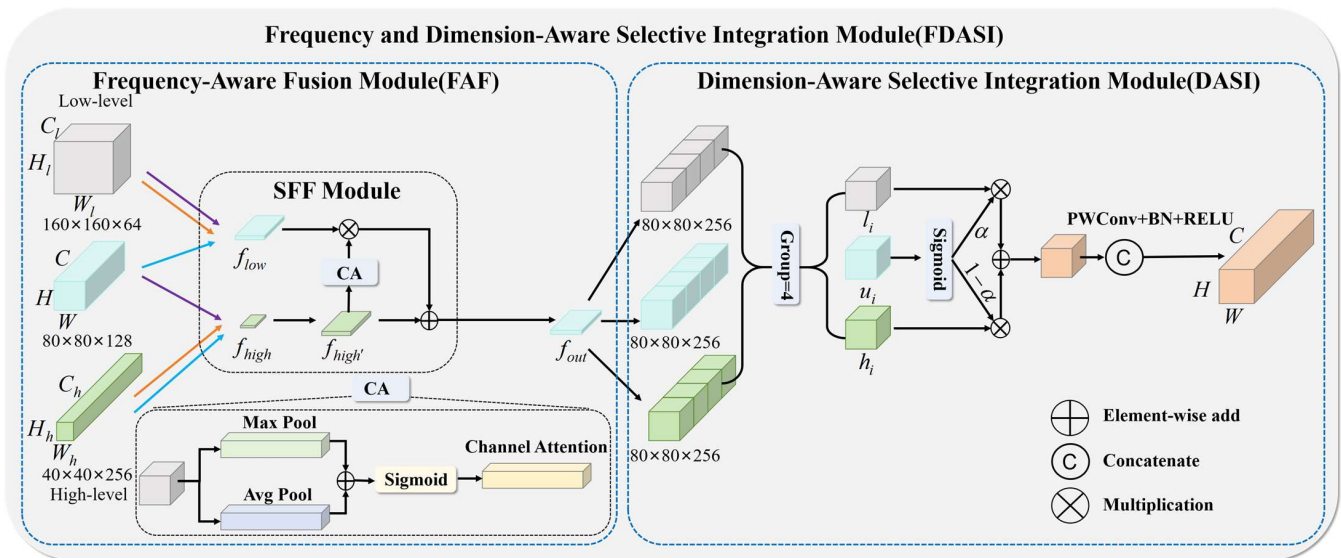 Frequency and Dimension-Aware Selective Integration Module(FDASI)
Frequency-Aware Fusion Module(FAF)
Low-level
C_l
H_l
W_l
160×160×64
C
H
W
80×80×128
C_h
H_h
W_h
40×40×256
High-level
SFF Module
f_low
CA
f_high
f_high'
f_out
CA
Max Pool
Avg Pool
Sigmoid
Channel Attention
Dimension-Aware Selective Integration Module(DASI)
80×80×256
80×80×256
80×80×256
Group=4
l_i
u_i
h_i
Sigmoid
α
1-α
PWConv+BN+RELU
C
C
H
W
Element-wise add
C
Concatenate
Multiplication